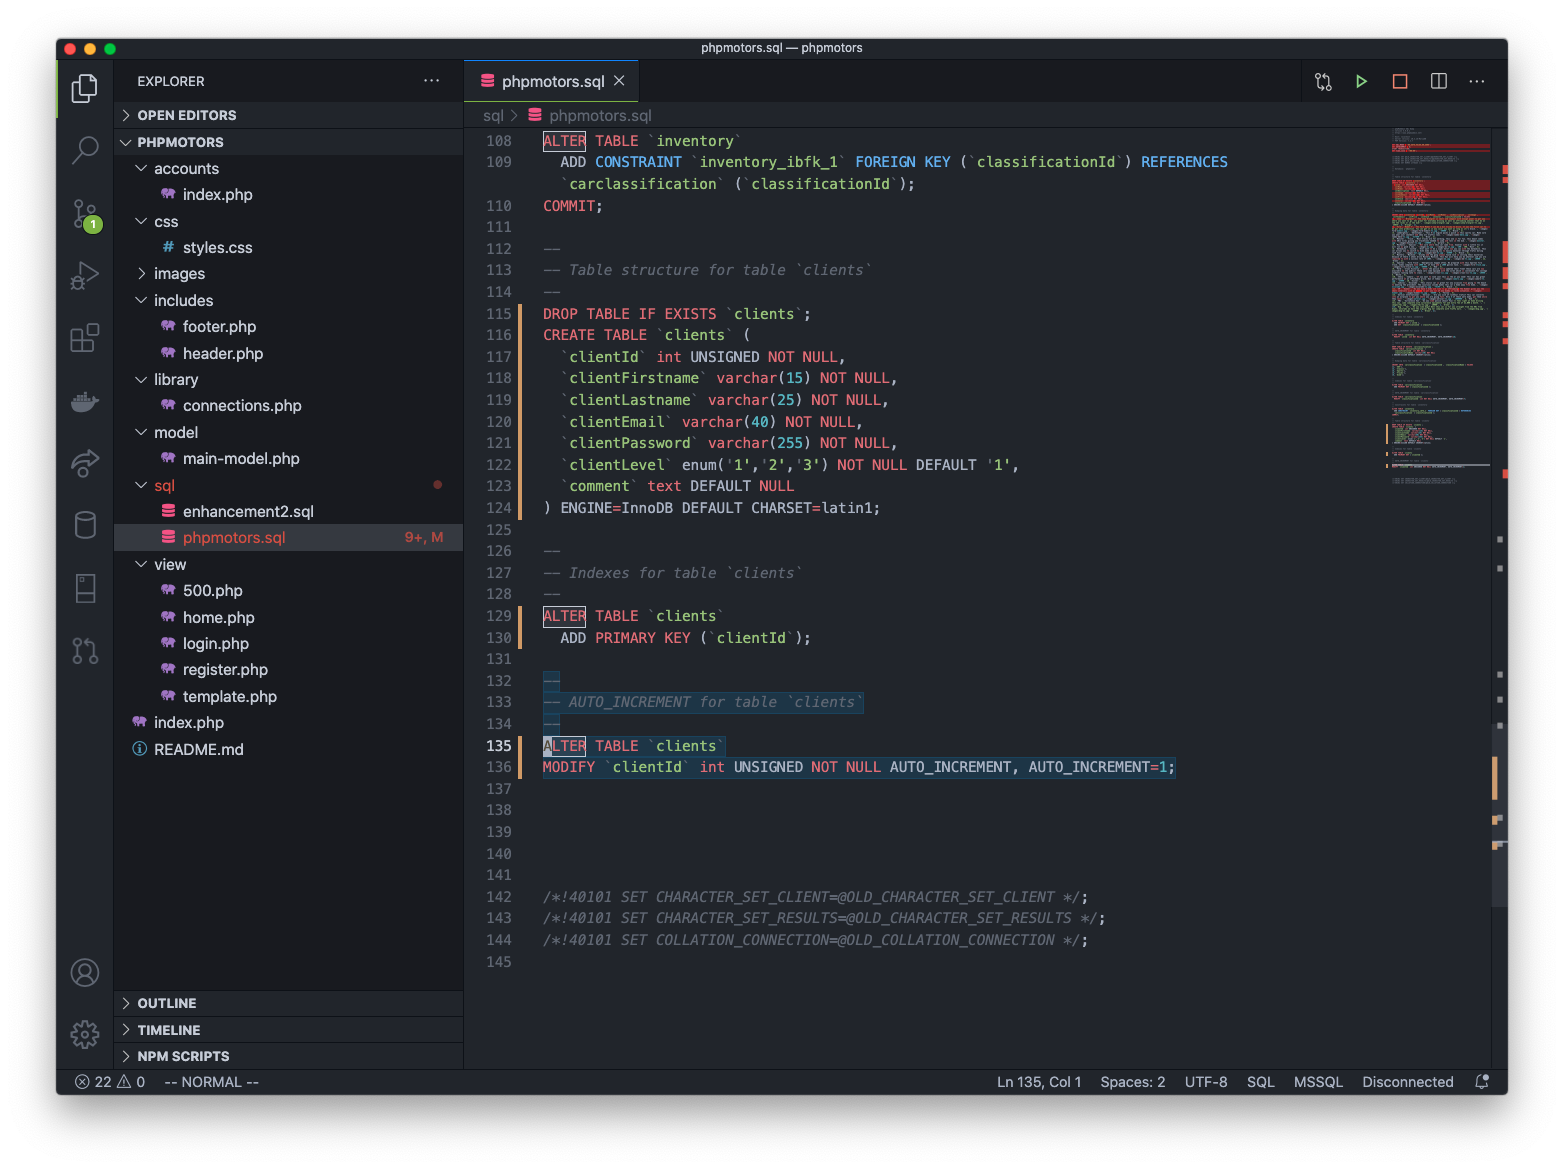 phpmotors.sql — phpmotors
EXPLORER
OPEN EDITORS
PHPMOTORS
accounts
index.php
css
# styles.css
images
includes
footer.php
header.php
library
connections.php
model
main-model.php
sql
enhancement2.sql
phpmotors.sql 9+, M
view
500.php
home.php
login.php
register.php
template.php
index.php
README.md
OUTLINE
TIMELINE
NPM SCRIPTS
1
phpmotors.sql
sql > phpmotors.sql
108 ALTER TABLE `inventory`
109 ADD CONSTRAINT `inventory_ibfk_1` FOREIGN KEY (`classificationId`) REFERENCES
`carclassification` (`classificationId`);
110 COMMIT;
111
112 --
113 -- Table structure for table `clients`
114 --
115 DROP TABLE IF EXISTS `clients`;
116 CREATE TABLE `clients` (
117 `clientId` int UNSIGNED NOT NULL,
118 `clientFirstname` varchar(15) NOT NULL,
119 `clientLastname` varchar(25) NOT NULL,
120 `clientEmail` varchar(40) NOT NULL,
121 `clientPassword` varchar(255) NOT NULL,
122 `clientLevel` enum('1','2','3') NOT NULL DEFAULT '1',
123 `comment` text DEFAULT NULL
124 ) ENGINE=InnoDB DEFAULT CHARSET=latin1;
125
126 --
127 -- Indexes for table `clients`
128 --
129 ALTER TABLE `clients`
130 ADD PRIMARY KEY (`clientId`);
131
132 --
133 -- AUTO_INCREMENT for table `clients`
134 --
135 ALTER TABLE `clients`
136 MODIFY `clientId` int UNSIGNED NOT NULL AUTO_INCREMENT, AUTO_INCREMENT=1;
137
138
139
140
141
142 /*!40101 SET CHARACTER_SET_CLIENT=@OLD_CHARACTER_SET_CLIENT */;
143 /*!40101 SET CHARACTER_SET_RESULTS=@OLD_CHARACTER_SET_RESULTS */;
144 /*!40101 SET COLLATION_CONNECTION=@OLD_COLLATION_CONNECTION */;
145
22 0 -- NORMAL -- Ln 135, Col 1 Spaces: 2 UTF-8 SQL MSSQL Disconnected